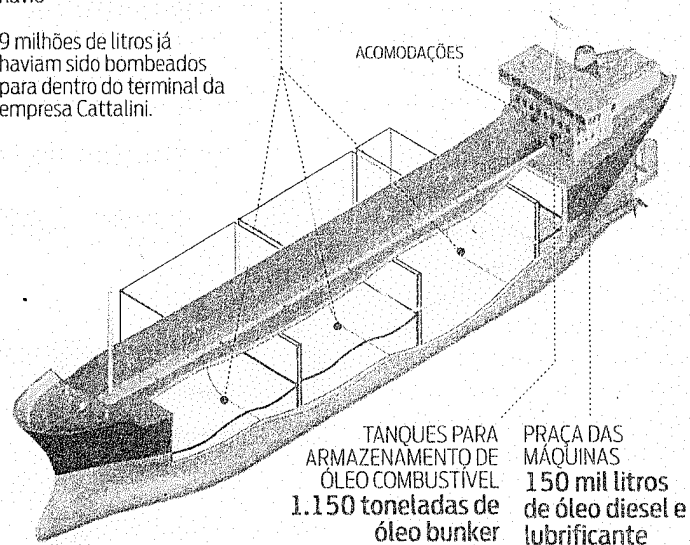 navio
9 milhões de litros já
haviam sido bombeados
para dentro do terminal da
empresa Cattalini.
ACOMODAÇÕES
TANQUES PARA
ARMAZENAMENTO DE
ÓLEO COMBUSTÍVEL
1.150 toneladas de
óleo bunker
PRAÇA DAS
MÁQUINAS
150 mil litros
de óleo diesel e
lubrificante